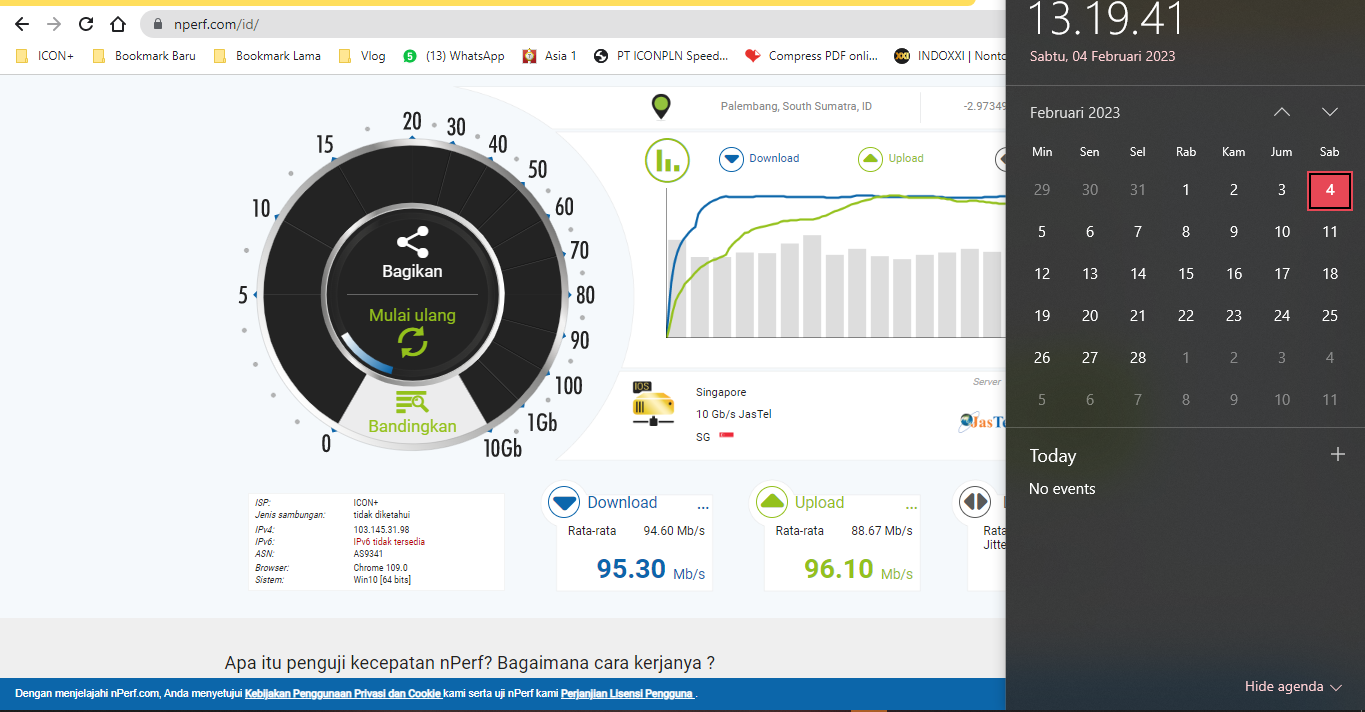 nperf.com/id/
ICON+
Bookmark Baru
Bookmark Lama
Vlog
(13) WhatsApp
Asia 1
PT ICONPLN Speed...
Compress PDF onli...
INDOXXI | Nonto
13.19.41
Sabtu, 04 Februari 2023
Februari 2023
Min Sen Sel Rab Kam Jum Sab
29 30 31 1 2 3 4
5 6 7 8 9 10 11
12 13 14 15 16 17 18
19 20 21 22 23 24 25
26 27 28 1 2 3 4
5 6 7 8 9 10 11
Today
No events
Hide agenda
Palembang, South Sumatra, ID
-2.97349
Download
Upload
0
5
10
15
20
30
40
50
60
70
80
90
100
1Gb
10Gb
Bagikan
Mulai ulang
Bandingkan
IOS
Singapore
10 Gb/s JasTel
SG
Server
JasTe
ISP: ICON+
Jenis sambungan: tidak diketahui
IPv4: 103.145.31.98
IPv6: IPv6 tidak tersedia
ASN: AS9341
Browser: Chrome 109.0
Sistem: Win10 [64 bits]
Download ...
Rata-rata 94.60 Mb/s
95.30 Mb/s
Upload ...
Rata-rata 88.67 Mb/s
96.10 Mb/s
Rata
Jitte
Apa itu penguji kecepatan nPerf? Bagaimana cara kerjanya ?
Dengan menjelajahi nPerf.com, Anda menyetujui Kebijakan Penggunaan Privasi dan Cookie kami serta uji nPerf kami Perjanjian Lisensi Pengguna .